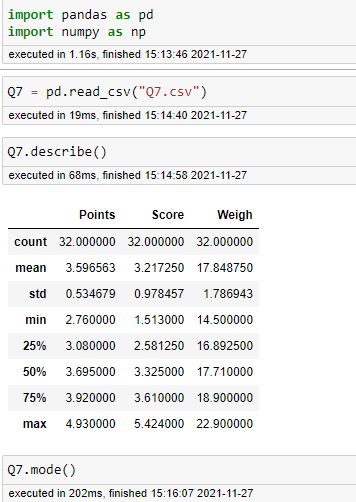 import pandas as pd
import numpy as np
executed in 1.16s, finished 15:13:46 2021-11-27
Q7 = pd.read_csv("Q7.csv")
executed in 19ms, finished 15:14:40 2021-11-27
Q7.describe()
executed in 68ms, finished 15:14:58 2021-11-27
Points Score Weigh
count 32.000000 32.000000 32.000000
mean 3.596563 3.217250 17.848750
std 0.534679 0.978457 1.786943
min 2.760000 1.513000 14.500000
25% 3.080000 2.581250 16.892500
50% 3.695000 3.325000 17.710000
75% 3.920000 3.610000 18.900000
max 4.930000 5.424000 22.900000
Q7.mode()
executed in 202ms, finished 15:16:07 2021-11-27